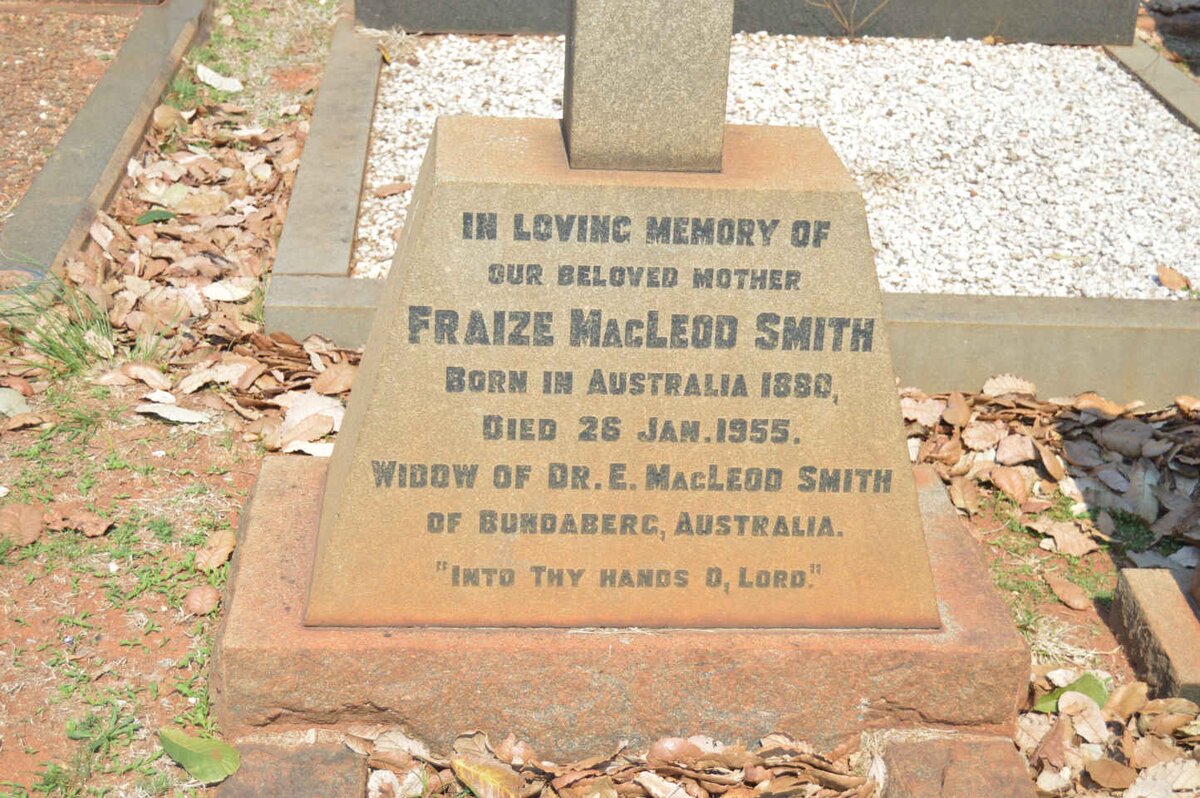 IN LOVING MEMORY OF
OUR BELOVED MOTHER
FRAIZE MACLEOD SMITH
BORN IN AUSTRALIA 1880,
DIED 26 JAN. 1955.
WIDOW OF DR. E. MACLEOD SMITH
OF BUNDABERG, AUSTRALIA.
"INTO THY HANDS O, LORD."